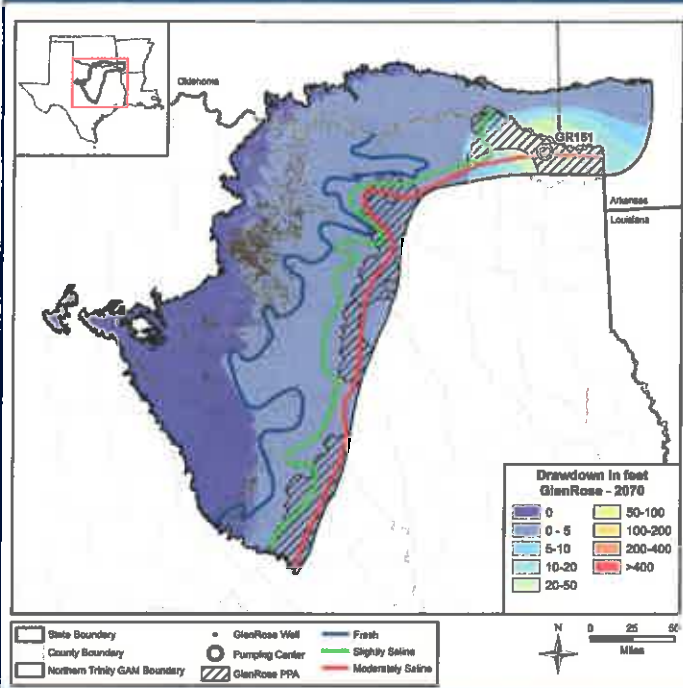 Oklahoma
GR151
Arkansas
Louisiana
Drawdown in feet
GlenRose - 2070
0
0 - 5
5-10
10-20
20-50
50-100
100-200
200-400
>400
State Boundary
County Boundary
Northern Trinity GAM Boundary
GlenRose Well
Pumping Center
GlenRose PPA
Fresh
Slightly Saline
Moderately Saline
N
0 25 50
Miles